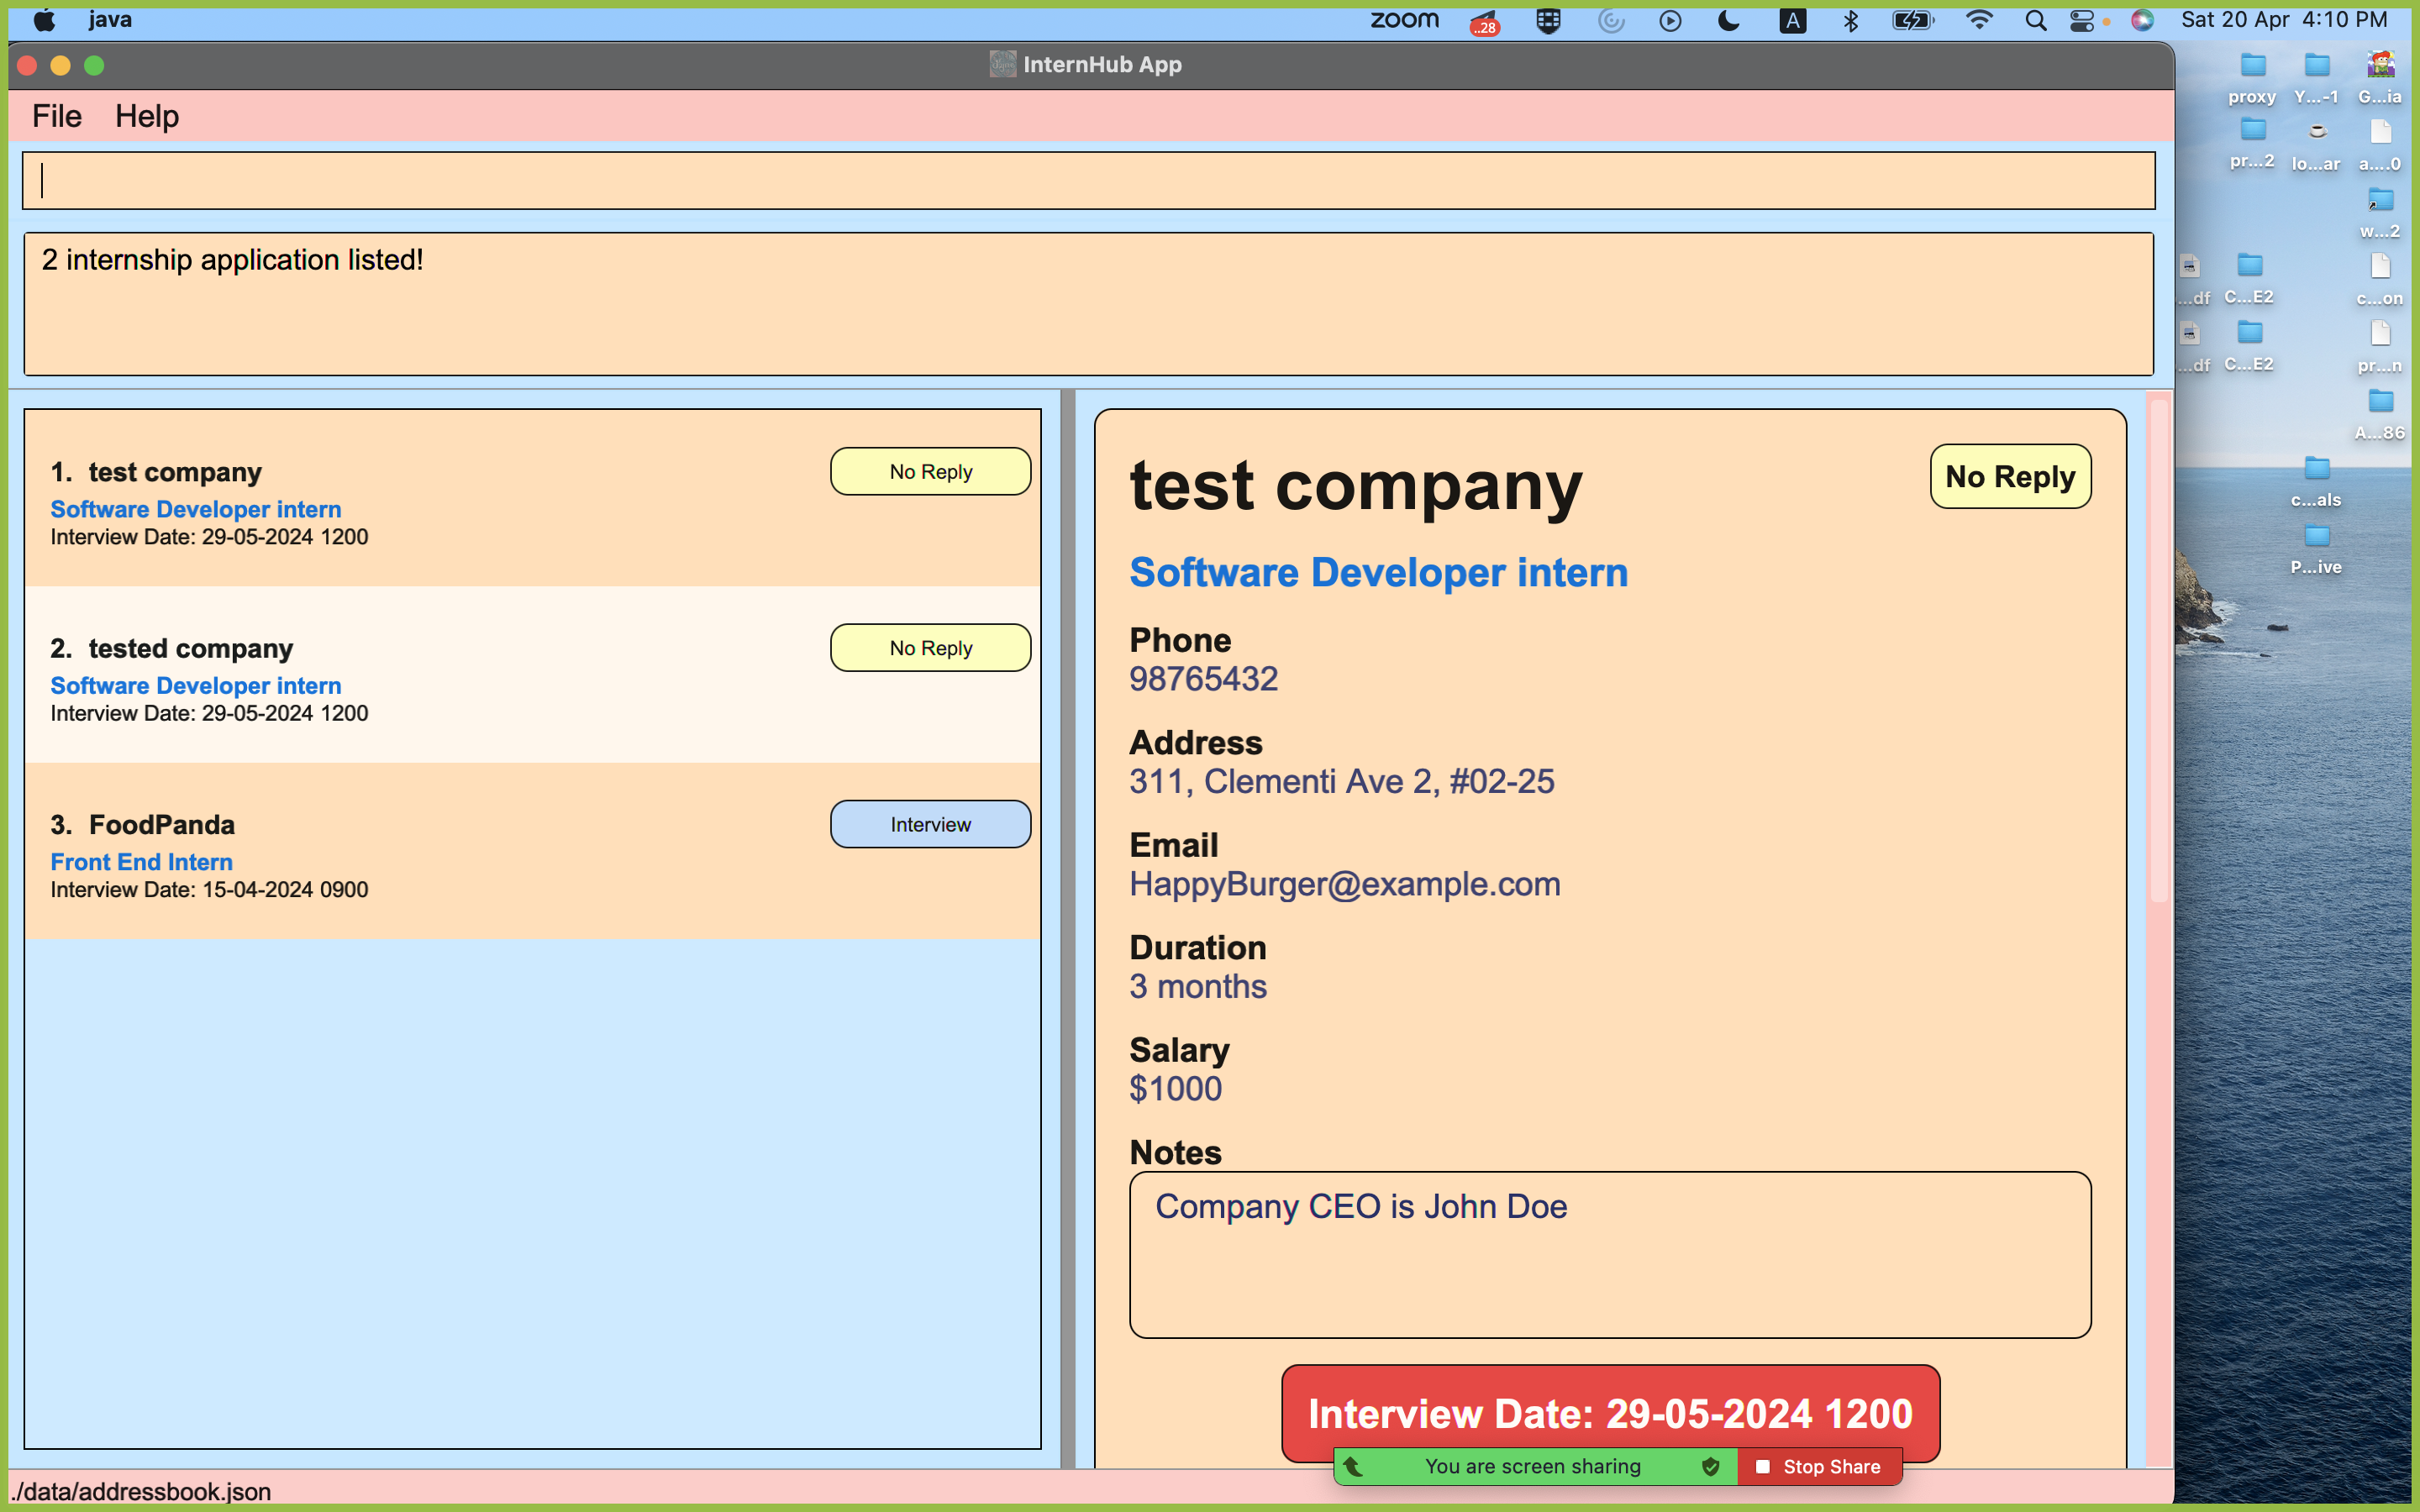 java
zoom
..28
A
Sat 20 Apr 4:10 PM
InternHub App
File Help
2 internship application listed!
1. test company
No Reply
Software Developer intern
Interview Date: 29-05-2024 1200
2. tested company
No Reply
Software Developer intern
Interview Date: 29-05-2024 1200
3. FoodPanda
Interview
Front End Intern
Interview Date: 15-04-2024 0900
test company
No Reply
Software Developer intern
Phone
98765432
Address
311, Clementi Ave 2, #02-25
Email
HappyBurger@example.com
Duration
3 months
Salary
$1000
Notes
Company CEO is John Doe
Interview Date: 29-05-2024 1200
You are screen sharing
Stop Share
./data/addressbook.json
proxy Y...-1 G...ia
pr...2 lo...ar a....0
w...2
...df C...E2 c...on
...df C...E2 pr...n
A...86
c...als
P...ive